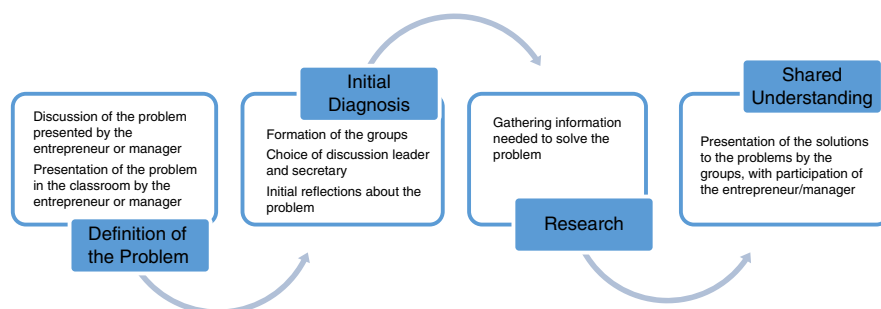 Discussion of the problem
presented by the
entrepreneur or manager
Presentation of the problem
in the classroom by the
entrepreneur or manager
Definition of
the Problem
Initial
Diagnosis
Formation of the groups
Choice of discussion leader
and secretary
Initial reflections about the
problem
Gathering information
needed to solve the
problem
Research
Shared
Understanding
Presentation of the solutions
to the problems by the
groups, with participation of
the entrepreneur/manager